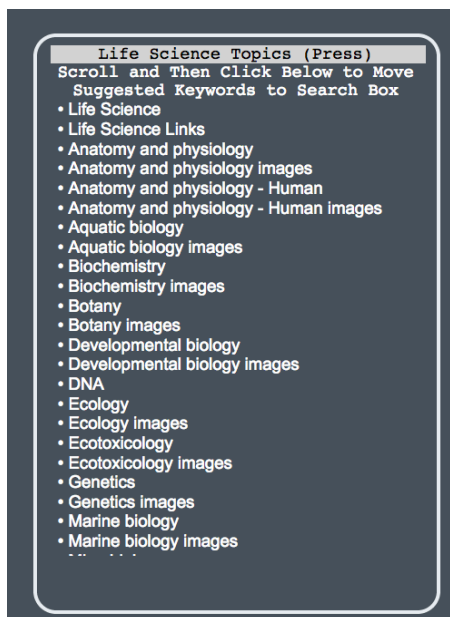 Life Science Topics (Press)
Scroll and Then Click Below to Move
Suggested Keywords to Search Box
• Life Science
• Life Science Links
• Anatomy and physiology
• Anatomy and physiology images
• Anatomy and physiology - Human
• Anatomy and physiology - Human images
• Aquatic biology
• Aquatic biology images
• Biochemistry
• Biochemistry images
• Botany
• Botany images
• Developmental biology
• Developmental biology images
• DNA
• Ecology
• Ecology images
• Ecotoxicology
• Ecotoxicology images
• Genetics
• Genetics images
• Marine biology
• Marine biology images